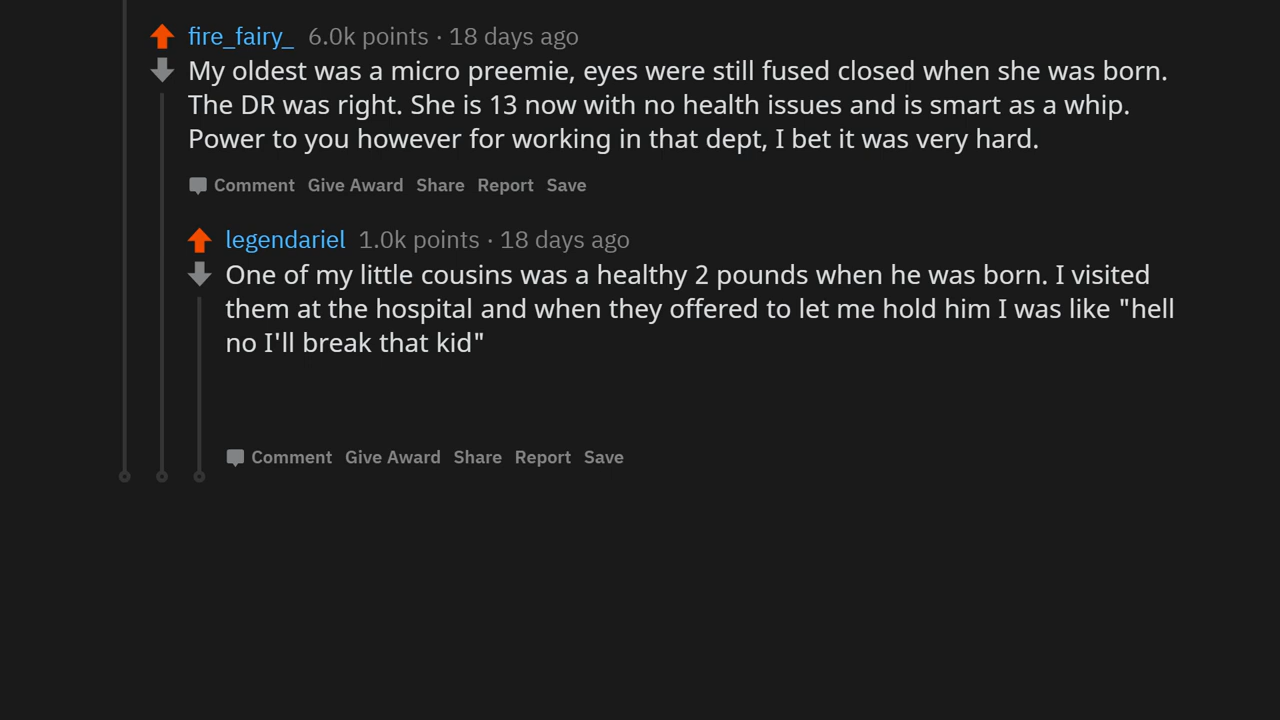 fire_fairy_ 6.0k points · 18 days ago
My oldest was a micro preemie, eyes were still fused closed when she was born.
The DR was right. She is 13 now with no health issues and is smart as a whip.
Power to you however for working in that dept, I bet it was very hard.
Comment Give Award Share Report Save
legendariel 1.0k points · 18 days ago
One of my little cousins was a healthy 2 pounds when he was born. I visited
them at the hospital and when they offered to let me hold him I was like "hell
no I'll break that kid"
Comment Give Award Share Report Save